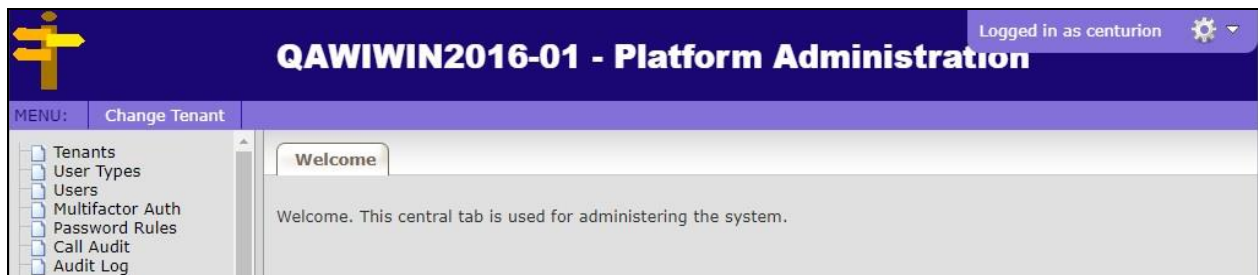 Logged in as centurion
QAWIWIN2016-01 - Platform Administration
MENU: Change Tenant
Tenants
User Types
Users
Multifactor Auth
Password Rules
Call Audit
Audit Log
Welcome
Welcome. This central tab is used for administering the system.